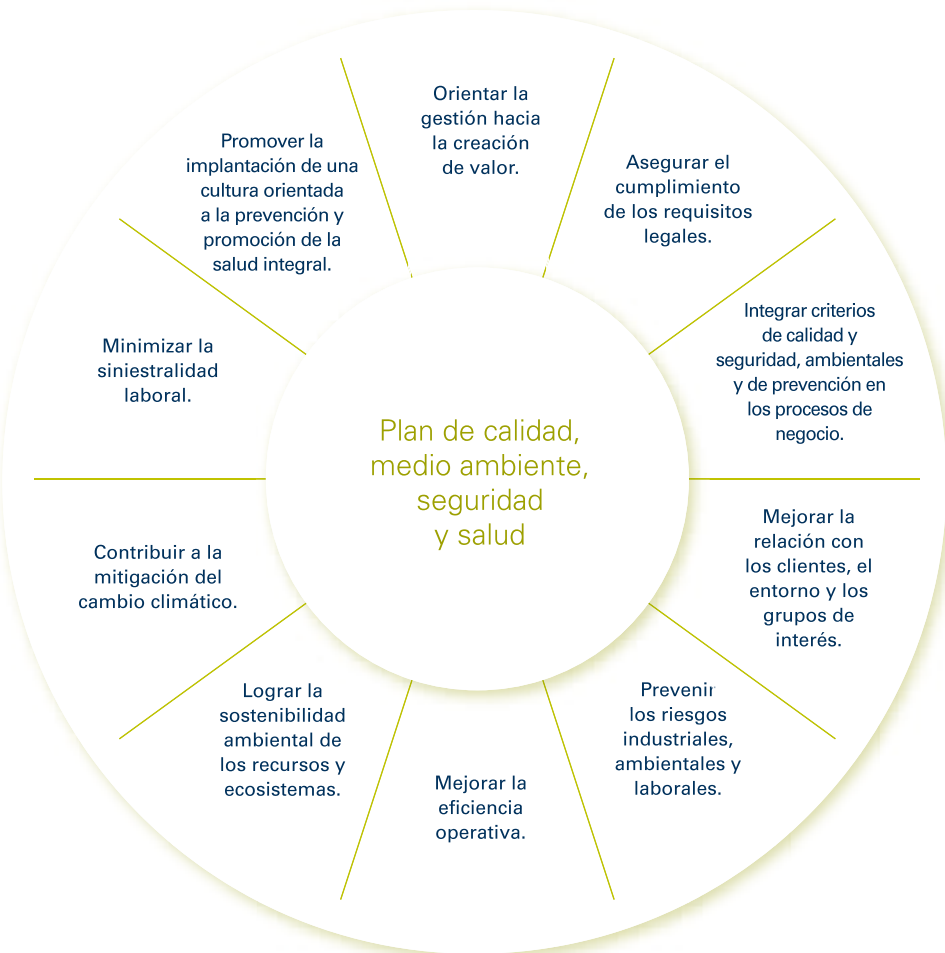 Orientar la
gestión hacia
la creación
de valor.
Asegurar el
cumplimiento
de los requisitos
legales.
Integrar criterios
de calidad y
seguridad, ambientales
y de prevención en
los procesos de
negocio.
Mejorar la
relación con
los clientes, el
entorno y los
grupos de
interés.
Prevenir
los riesgos
industriales,
ambientales y
laborales.
Mejorar la
eficiencia
operativa.
Lograr la
sostenibilidad
ambiental de
los recursos y
ecosistemas.
Contribuir a la
mitigación del
cambio climático.
Minimizar la
siniestralidad
laboral.
Promover la
implantación de una
cultura orientada
a la prevención y
promoción de la
salud integral.
Plan de calidad,
medio ambiente,
seguridad
y salud